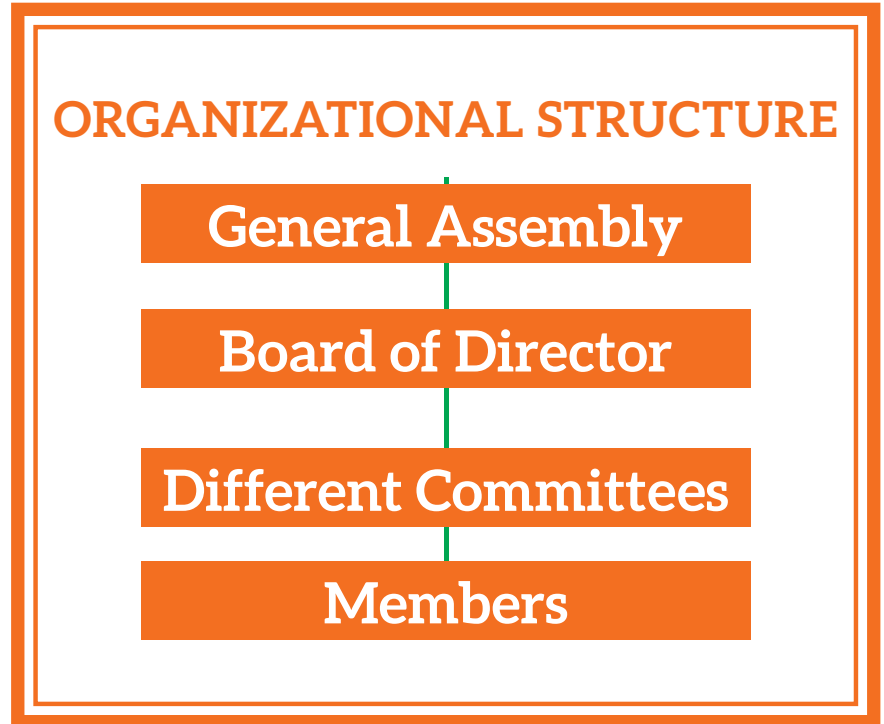 ORGANIZATIONAL STRUCTURE
General Assembly
Board of Director
Different Committees
Members